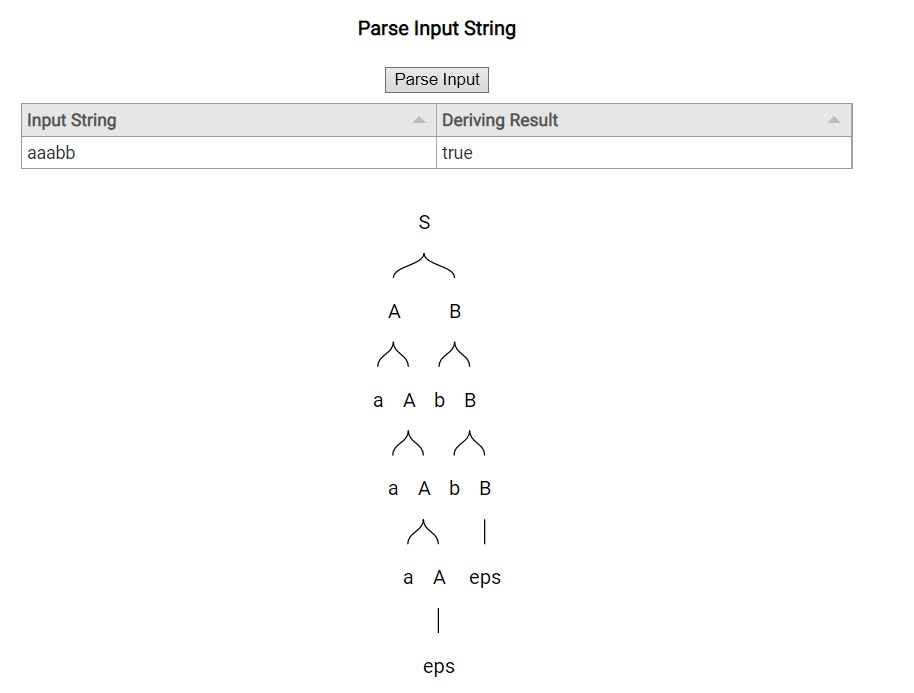 Parse Input String
Parse Input
Input String Deriving Result
aaabb true
S
A B
a A b B
a A b B
a A eps
eps